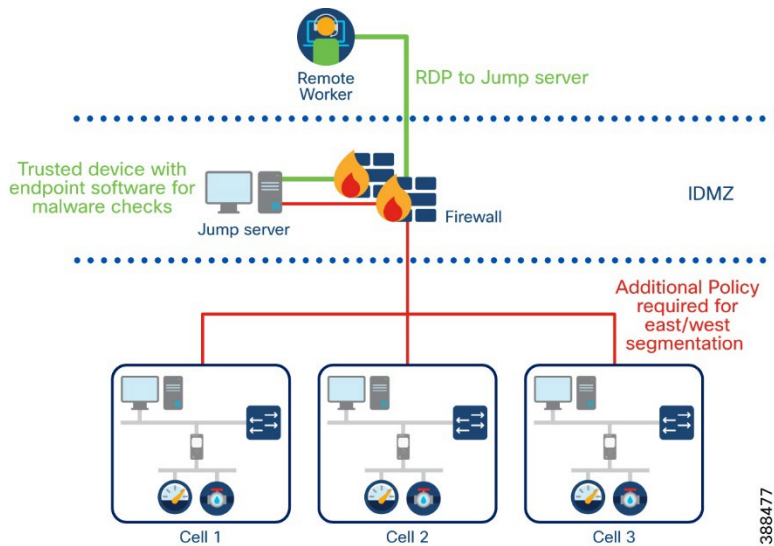 Remote
Worker
RDP to Jump server
Trusted device with
endpoint software for
malware checks
Jump server
Firewall
IDMZ
Additional Policy
required for
east/west
segmentation
Cell 1
Cell 2
Cell 3
388477